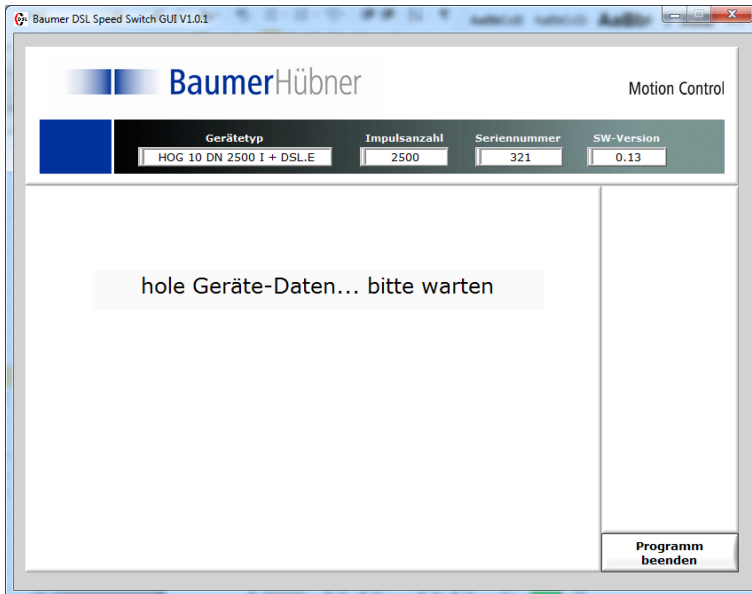 Baumer DSL Speed Switch GUI V1.0.1
BaumerHübner
Motion Control
Gerätetyp Impulsanzahl Seriennummer SW-Version
HOG 10 DN 2500 I + DSL.E 2500 321 0.13
hole Geräte-Daten... bitte warten
Programm
beenden